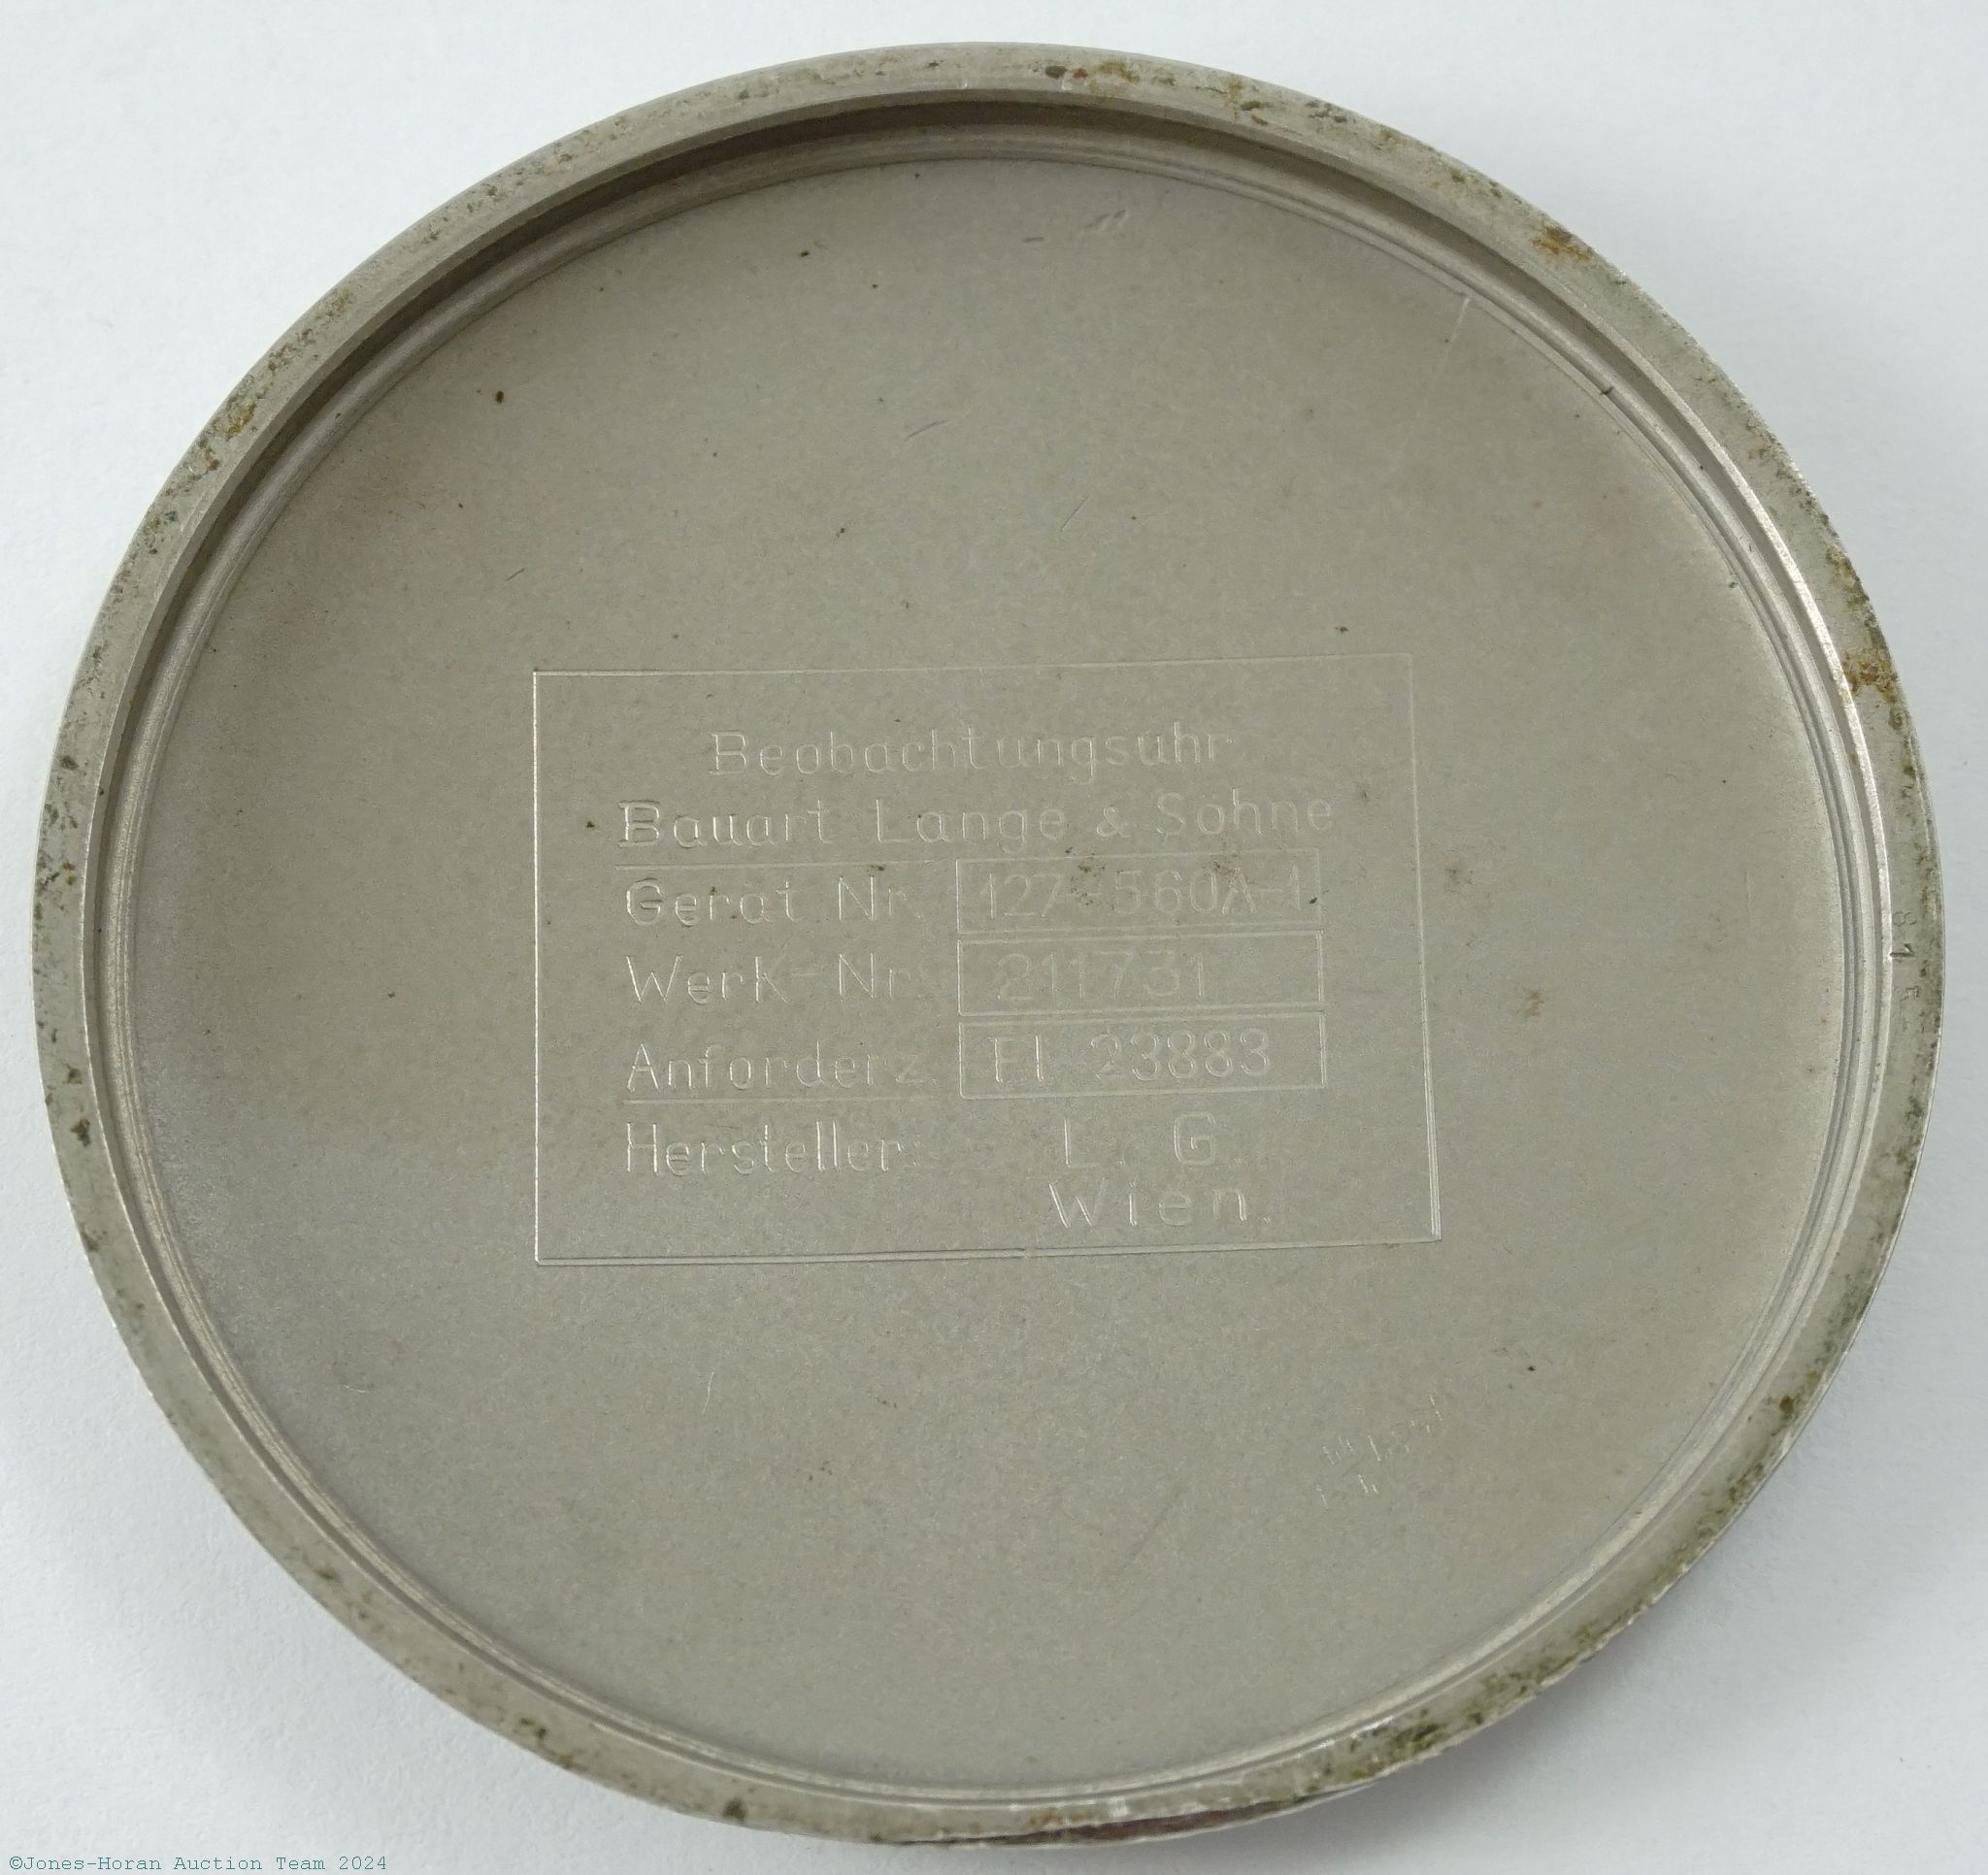 Beobachtungsuhr
Bauart Lange & Söhne
Gerät Nr. 127-560A-1
Werk-Nr. 211731
Anforderz. Fl 23883
Hersteller: L. G.
Wien.
81
©Jones-Horan Auction Team 2024